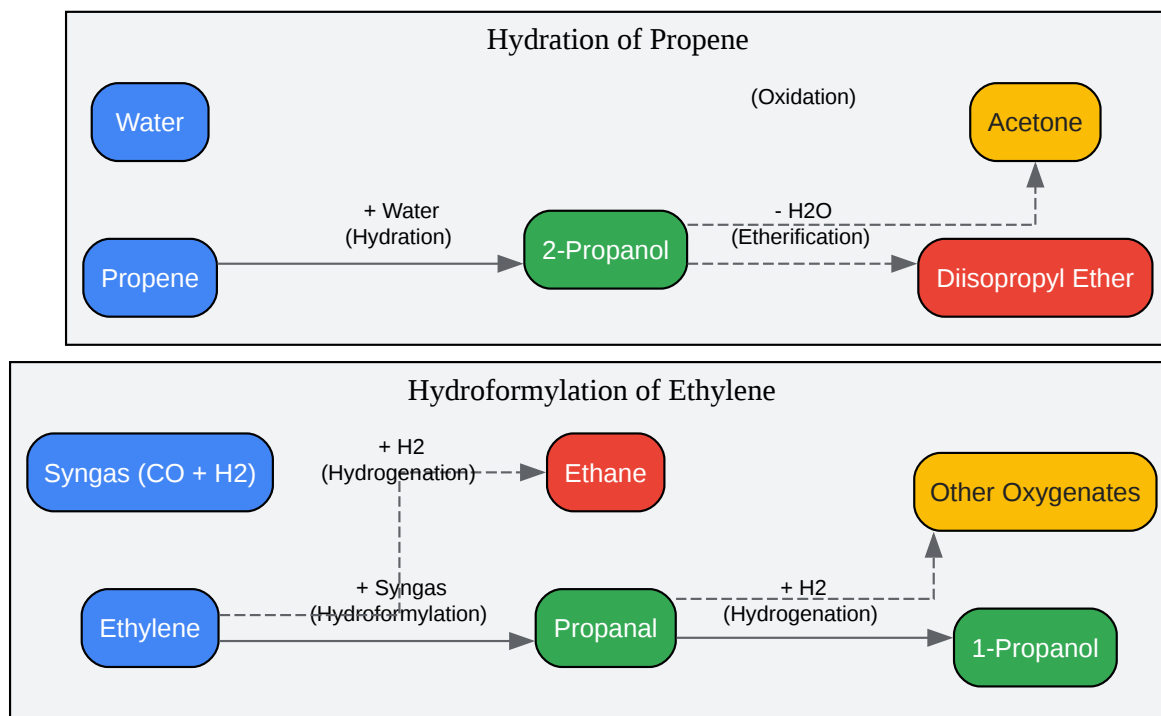 Hydration of Propene
(Oxidation)
Water
Acetone
+ Water
(Hydration)
- H2O
(Etherification)
Propene
2-Propanol
Diisopropyl Ether
Hydroformylation of Ethylene
+ H2
(Hydrogenation)
Syngas (CO + H2)
Ethane
Other Oxygenates
+ Syngas
(Hydroformylation)
+ H2
(Hydrogenation)
Ethylene
Propanal
1-Propanol